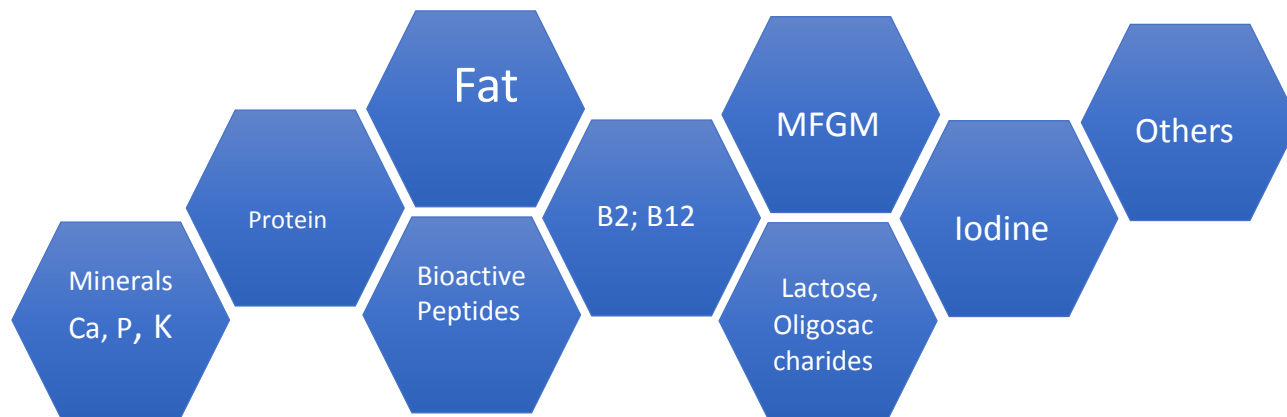 Fat
MFGM
Others
Protein
B2; B12
Iodine
Minerals
Ca, P, K
Bioactive
Peptides
Lactose,
Oligosac
charides